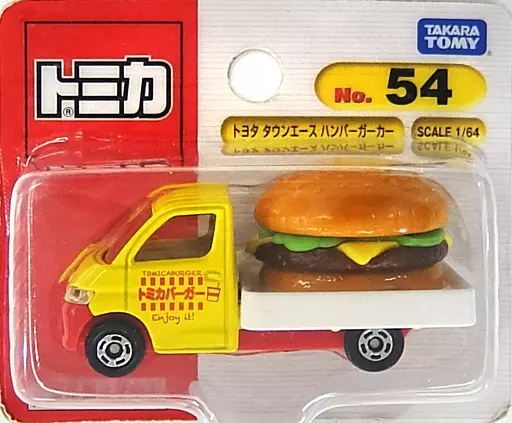 トミカ
®
TAKARA
TOMY
No. 54
トヨタ タウンエース ハンバーガーカー
SCALE 1/64
TOMICABURGER
トミカバーガー
Enjoy it!